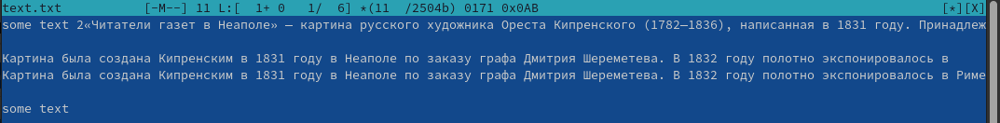 text.txt [-M--] 11 L:[ 1+ 0 1/ 6] *(11 /2504b) 0171 0x0AB [*][X]
some text 2«Читатели газет в Неаполе» — картина русского художника Ореста Кипренского (1782—1836), написанная в 1831 году. Принадлеж
Картина была создана Кипренским в 1831 году в Неаполе по заказу графа Дмитрия Шереметева. В 1832 году полотно экспонировалось в
Картина была создана Кипренским в 1831 году в Неаполе по заказу графа Дмитрия Шереметева. В 1832 году полотно экспонировалось в Риме
some text